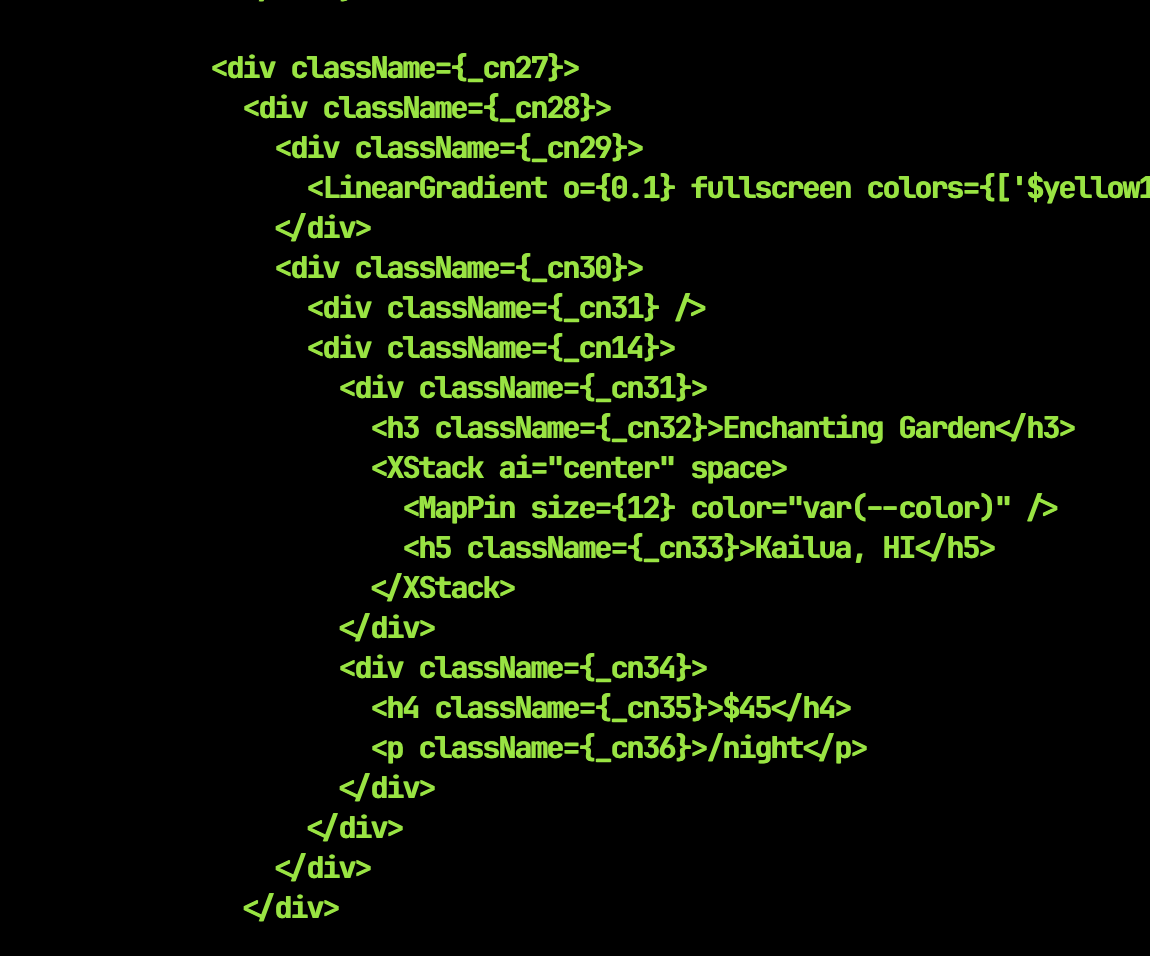 <div className={_cn27}>
<div className={_cn28}>
<div className={_cn29}>
<LinearGradient o={0.1} fullscreen colors={['$yellow1
</div>
<div className={_cn30}>
<div className={_cn31} />
<div className={_cn14}>
<div className={_cn31}>
<h3 className={_cn32}>Enchanting Garden</h3>
<XStack ai="center" space>
<MapPin size={12} color="var(--color)" />
<h5 className={_cn33}>Kailua, HI</h5>
</XStack>
</div>
<div className={_cn34}>
<h4 className={_cn35}>$45</h4>
<p className={_cn36}>/night</p>
</div>
</div>
</div>
</div>